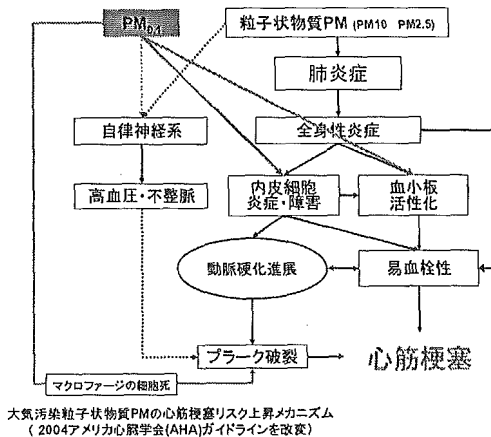 PM0.1
粒子状物質PM (PM10 PM2.5)
肺炎症
自律神経系
全身性炎症
高血圧・不整脈
内皮細胞
炎症・障害
血小板
活性化
動脈硬化進展
易血栓性
プラーク破裂
心筋梗塞
マクロファージの細胞死
大気汚染粒子状物質PMの心筋梗塞リスク上昇メカニズム
( 2004アメリカ心臓学会(AHA)ガイドラインを改変)